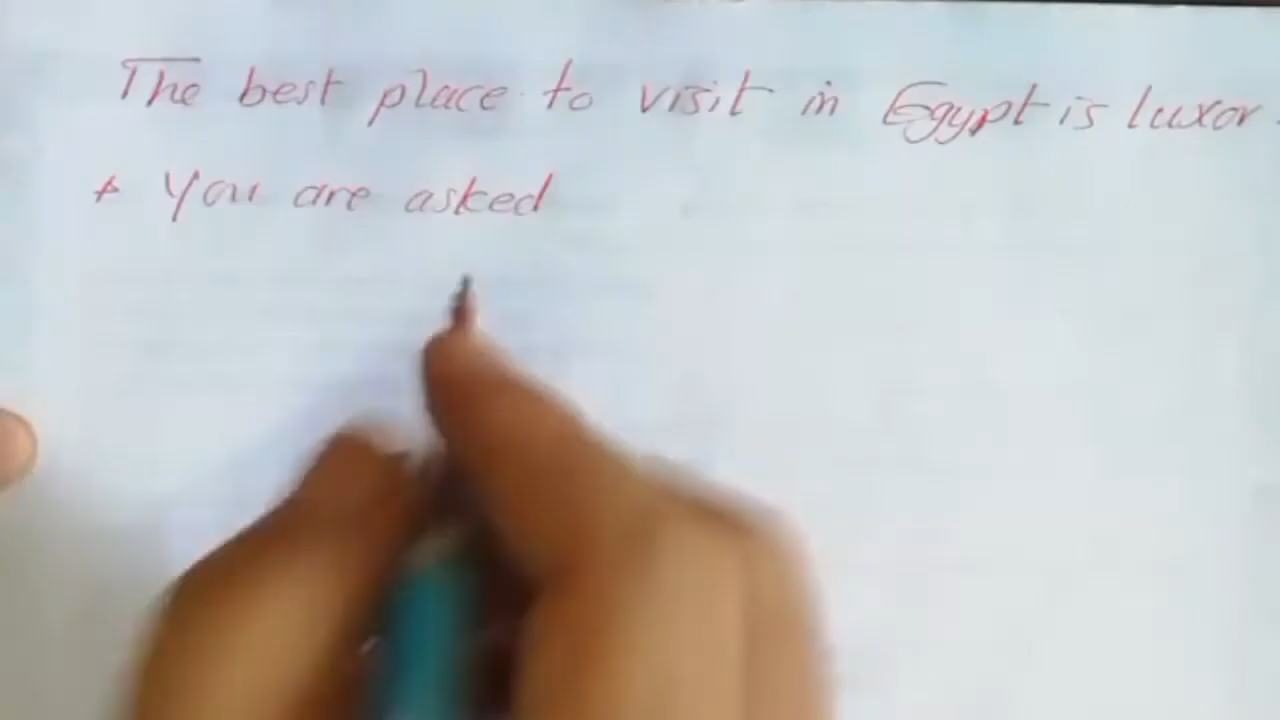 The best place to visit in Egypt is luxor.
* You are asked